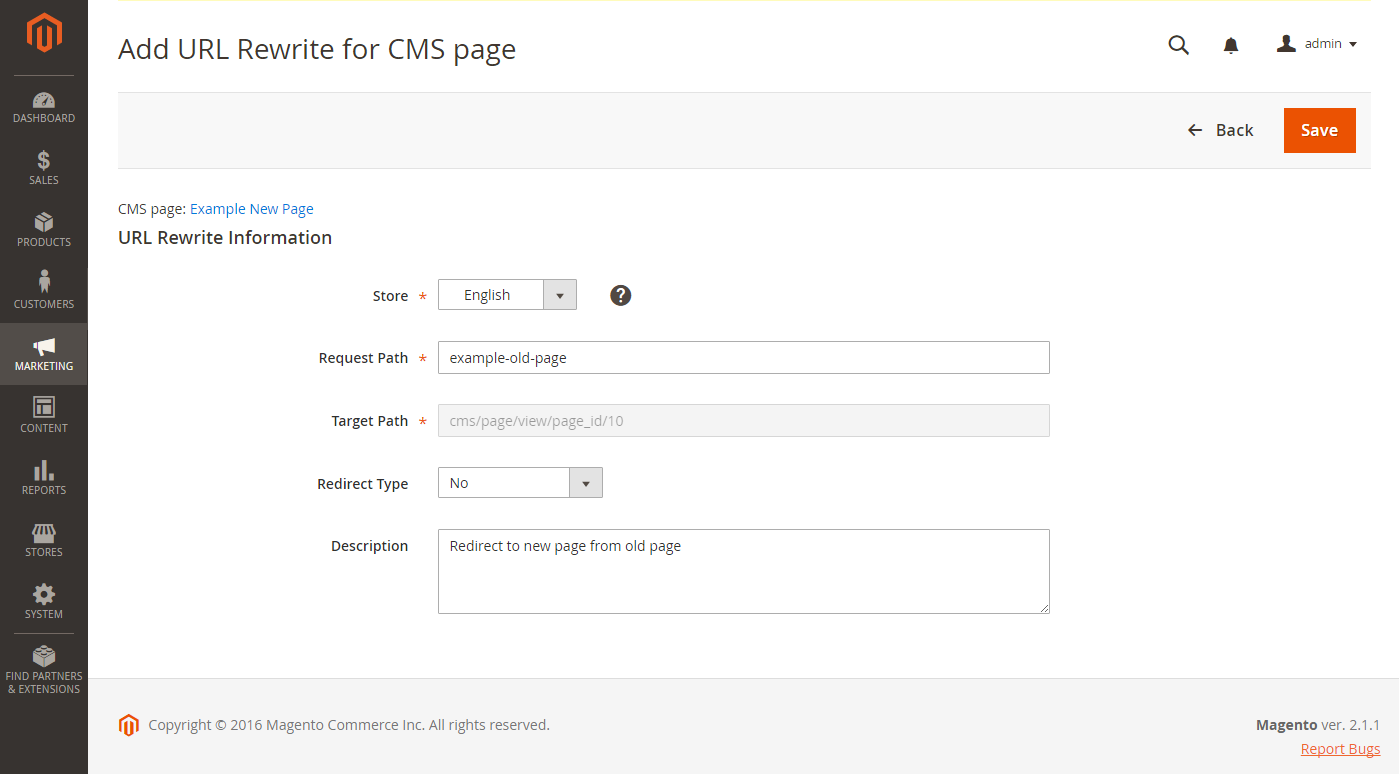 Add URL Rewrite for CMS page
admin
DASHBOARD
SALES
PRODUCTS
CUSTOMERS
MARKETING
CONTENT
REPORTS
STORES
SYSTEM
FIND PARTNERS
& EXTENSIONS
← Back
Save
CMS page: Example New Page
URL Rewrite Information
Store * English ?
Request Path * example-old-page
Target Path * cms/page/view/page_id/10
Redirect Type No
Description Redirect to new page from old page
Copyright © 2016 Magento Commerce Inc. All rights reserved.
Magento ver. 2.1.1
Report Bugs